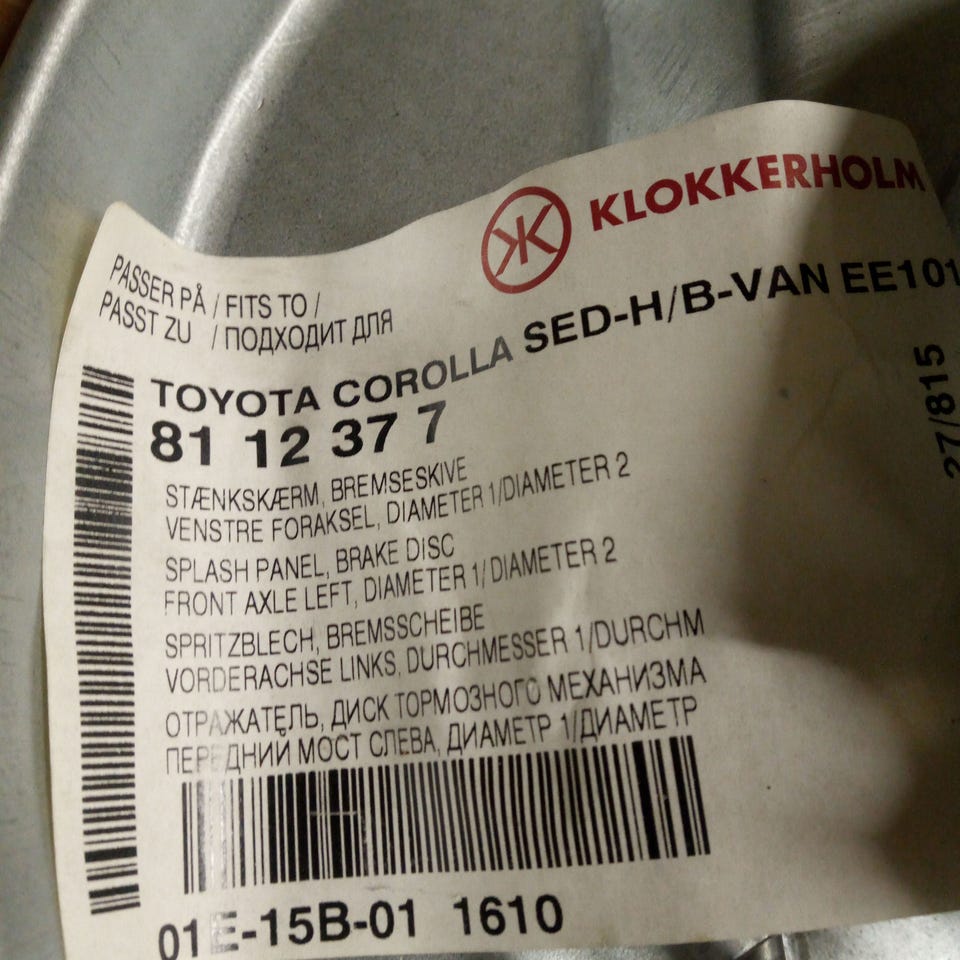 KLOKKERHOLM
PASSER PÅ / FITS TO /
PASST ZU / ПОДХОДИТ ДЛЯ
TOYOTA COROLLA SED-H/B-VAN EE101
81 12 37 7
STÆNKSKÆRM, BREMSESKIVE
VENSTRE FORAKSEL, DIAMETER 1/DIAMETER 2
SPLASH PANEL, BRAKE DISC
FRONT AXLE LEFT, DIAMETER 1/DIAMETER 2
SPRITZBLECH, BREMSSCHEIBE
VORDERACHSE LINKS, DURCHMESSER 1/DURCHM
ОТРАЖАТЕЛЬ, ДИСК ТОРМОЗНОГО МЕХАНИЗМА
ПЕРЕДНИЙ МОСТ СЛЕВА, ДИАМЕТР 1/ДИАМЕТР
01E-15B-01 1610
27/815